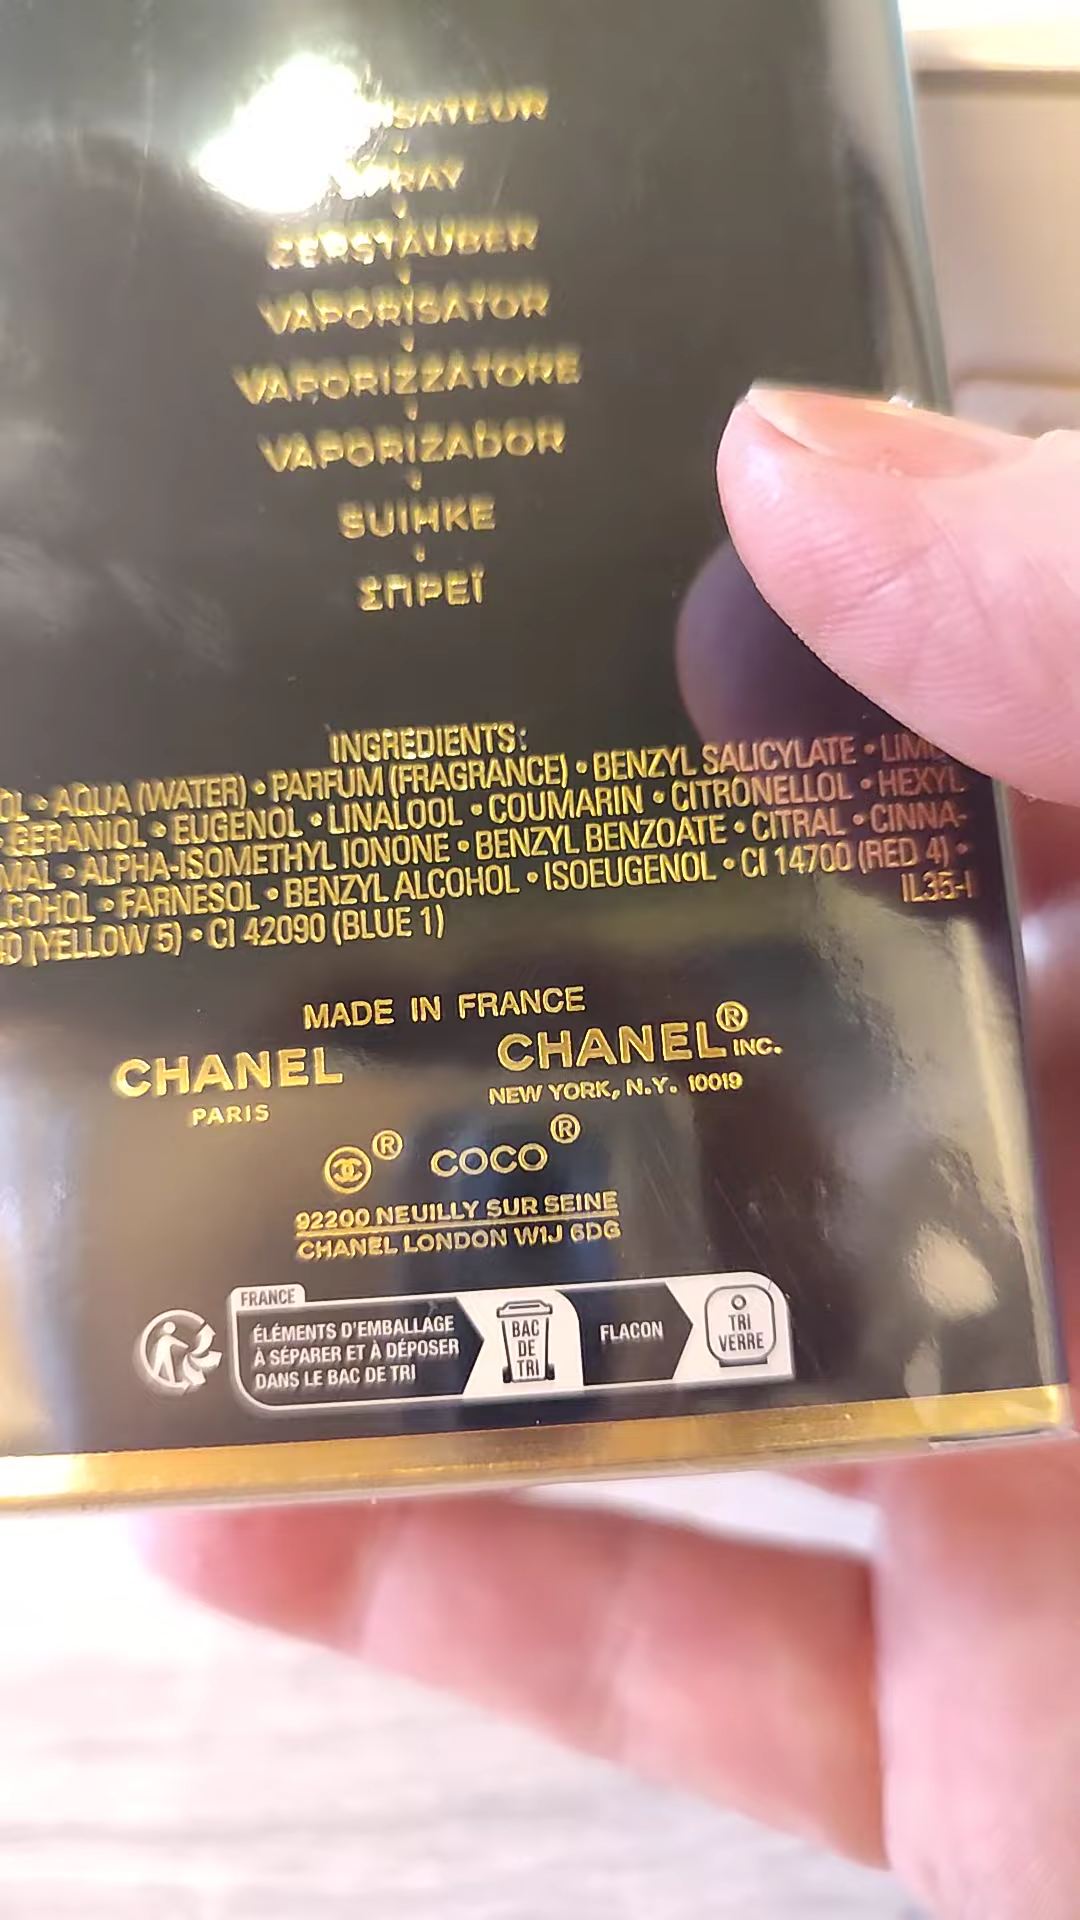 ZERSTÄUBER
VAPORISATOR
VAPORIZZATORE
VAPORIZADOR
SUIHKE
ΣΠΡΕΪ
INGREDIENTS:
• AQUA (WATER) • PARFUM (FRAGRANCE) • BENZYL SALICYLATE •
• GERANIOL • EUGENOL • LINALOOL • COUMARIN • CITRONELLOL • HEXYL
• ALPHA-ISOMETHYL IONONE • BENZYL BENZOATE • CITRAL • CINNA-
• FARNESOL • BENZYL ALCOHOL • ISOEUGENOL • CI 14700 (RED 4) •
(YELLOW 5) • CI 42090 (BLUE 1)
IL35-1
MADE IN FRANCE
CHANEL
PARIS
CHANEL® INC.
NEW YORK, N.Y. 10019
® COCO®
92200 NEUILLY SUR SEINE
CHANEL LONDON W1J 6DG
FRANCE
ÉLÉMENTS D'EMBALLAGE
À SÉPARER ET À DÉPOSER
DANS LE BAC DE TRI
BAC
DE
TRI
FLACON
TRI
VERRE